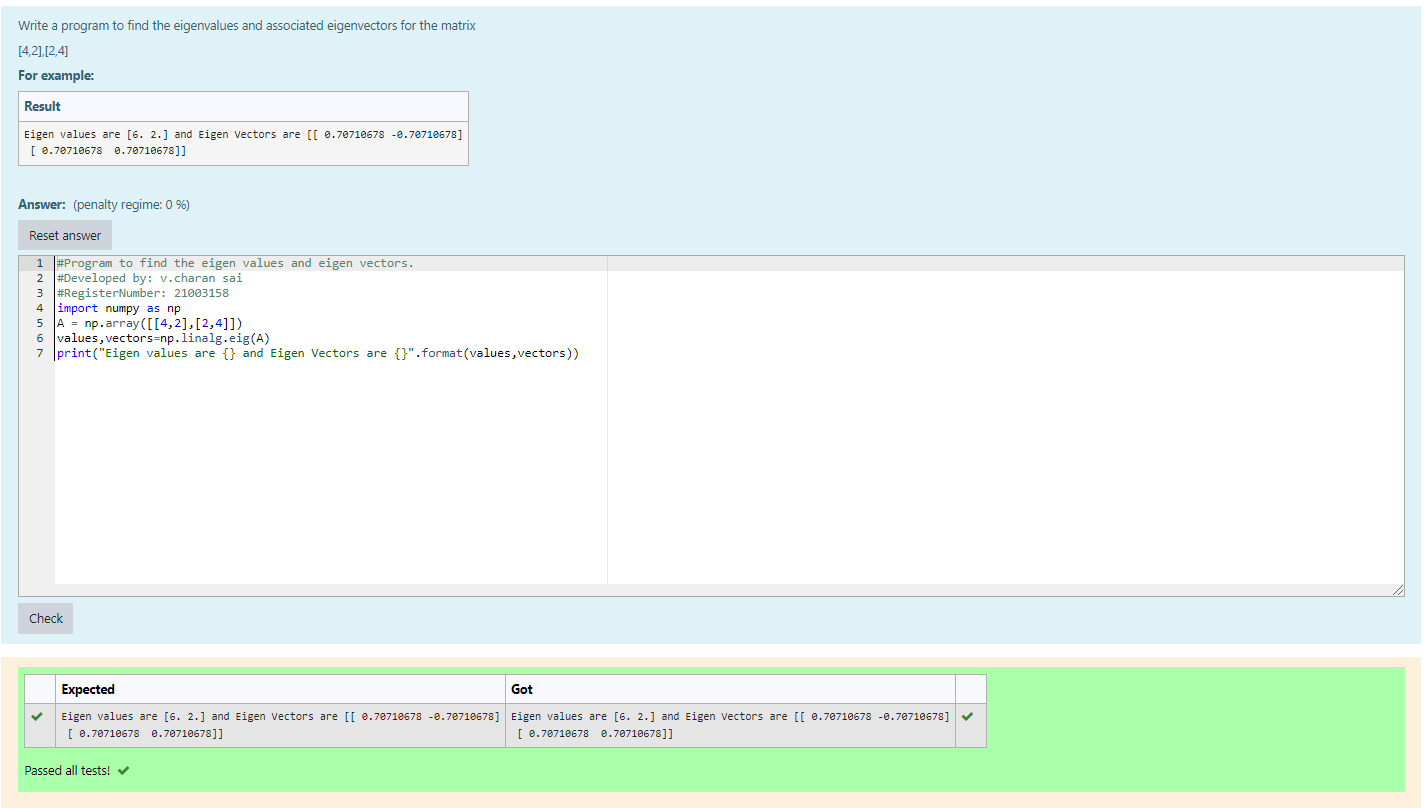 Write a program to find the eigenvalues and associated eigenvectors for the matrix
[4,2],[2,4]
For example:
Result
Eigen values are [6. 2.] and Eigen Vectors are [[ 0.70710678 -0.70710678]
 [ 0.70710678  0.70710678]]
Answer: (penalty regime: 0 %)
Reset answer
1 #Program to find the eigen values and eigen vectors.
2 #Developed by: v.charan sai
3 #RegisterNumber: 21003158
4 import numpy as np
5 A = np.array([[4,2],[2,4]])
6 values,vectors=np.linalg.eig(A)
7 print("Eigen values are {} and Eigen Vectors are {}".format(values,vectors))
Check
Expected Got
Eigen values are [6. 2.] and Eigen Vectors are [[ 0.70710678 -0.70710678] Eigen values are [6. 2.] and Eigen Vectors are [[ 0.70710678 -0.70710678]
 [ 0.70710678  0.70710678]]  [ 0.70710678  0.70710678]]
Passed all tests!